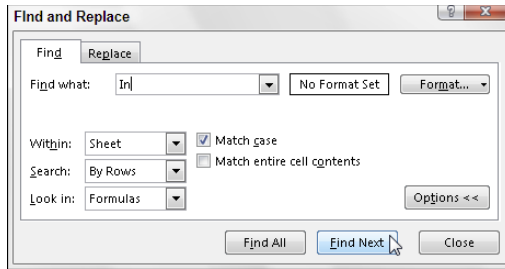 FInd and Replace
Find Replace
Find what: In No Format Set Format...
Within: Sheet Match case
Search: By Rows Match entire cell contents
Look in: Formulas Options <<
Find All Find Next Close